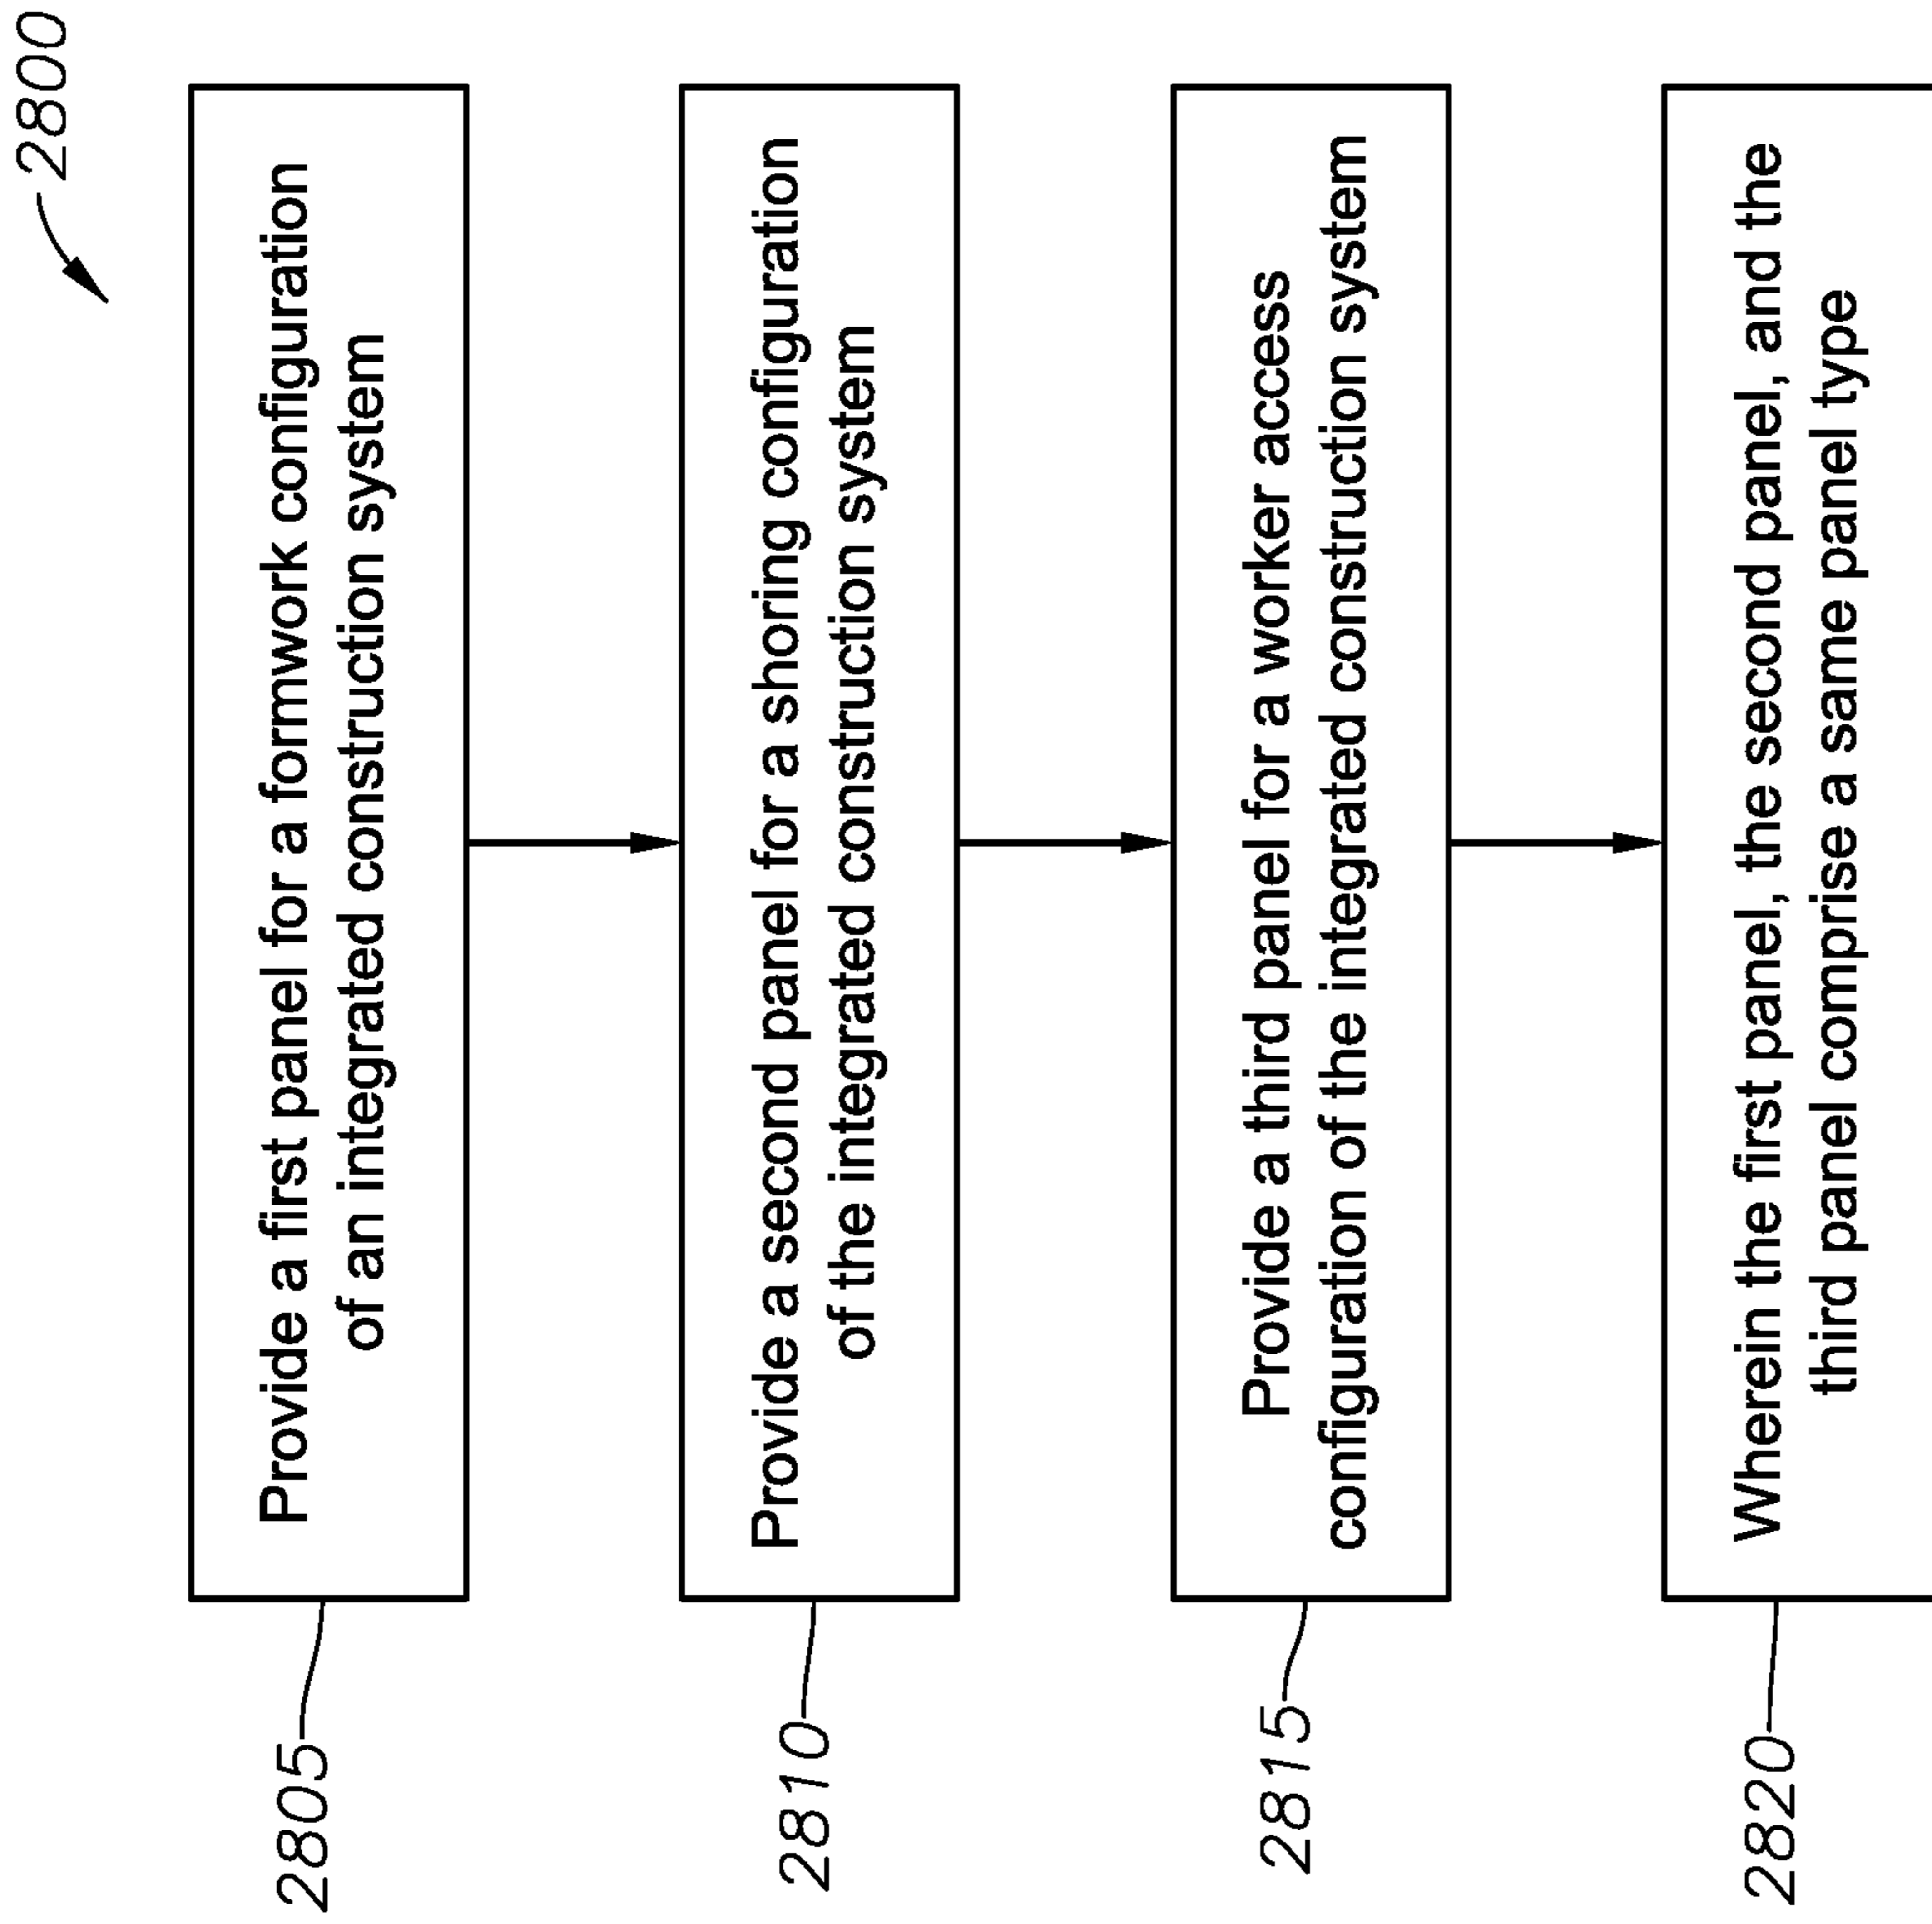 2800
2805
Provide a first panel for a formwork configuration
of an integrated construction system
2810
Provide a second panel for a shoring configuration
of the integrated construction system
2815
Provide a third panel for a worker access
configuration of the integrated construction system
2820
Wherein the first panel, the second panel, and the
third panel comprise a same panel type